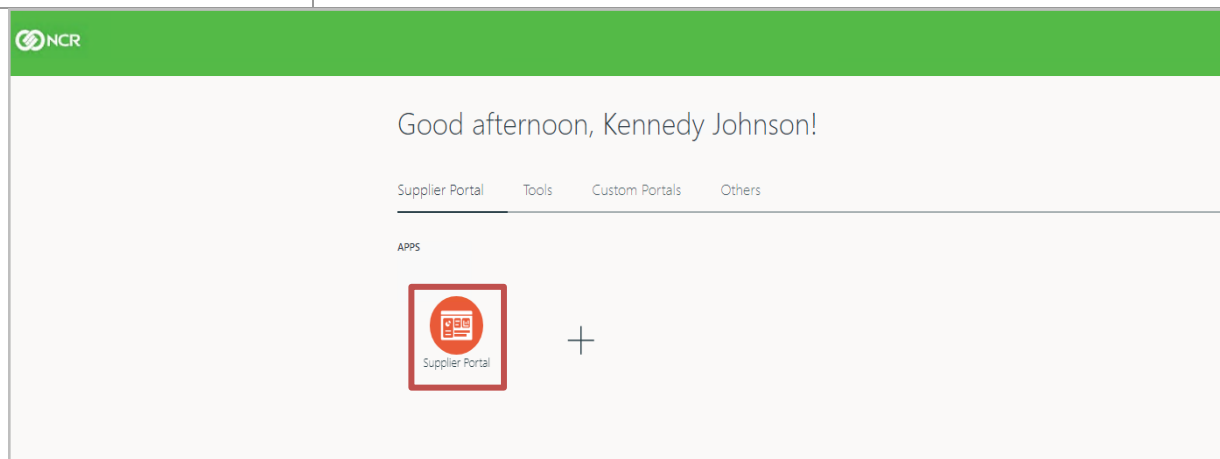 NCR
Good afternoon, Kennedy Johnson!
Supplier Portal Tools Custom Portals Others
APPS
Supplier Portal